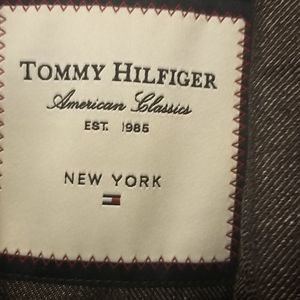 TOMMY HILFIGER
American Classics
EST. 1985
NEW YORK